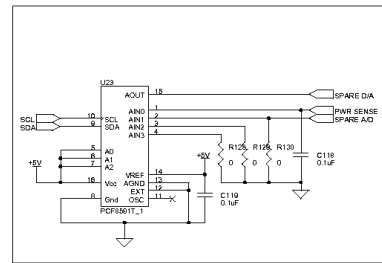 U23
AOUT 15 SPARE D/A
AIN0 1 PWR SENSE
SCL 10 SCL AIN1 2 SPARE A/D
SDA 9 SDA AIN2 3
AIN3 4
R128 R129 R130
0 0 0
C118
0.1uF
+5V
5 A0
6 A1
7 A2
+5V
VREF 14
16 Vcc AGND 13
EXT 12
8 Gnd OSC 11
C119
0.1uF
PCF8591T_1